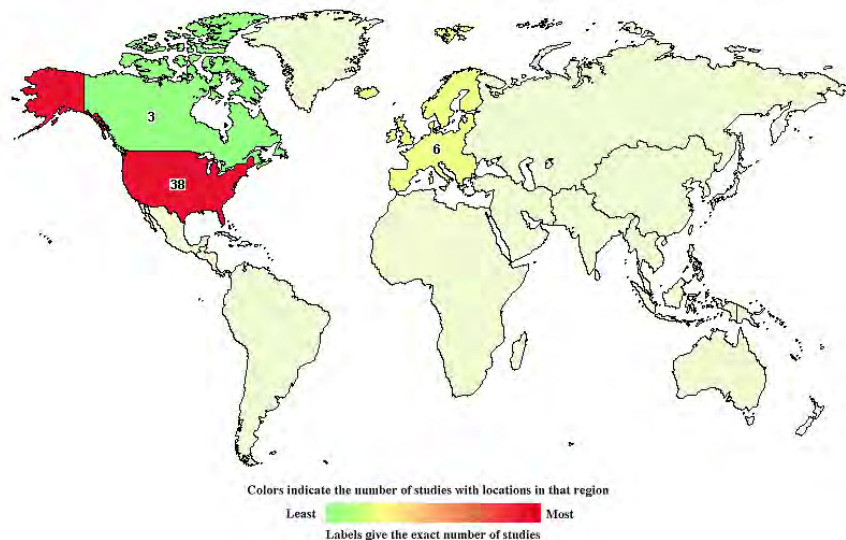 3
6
38
Colors indicate the number of studies with locations in that region
Least Most
Labels give the exact number of studies